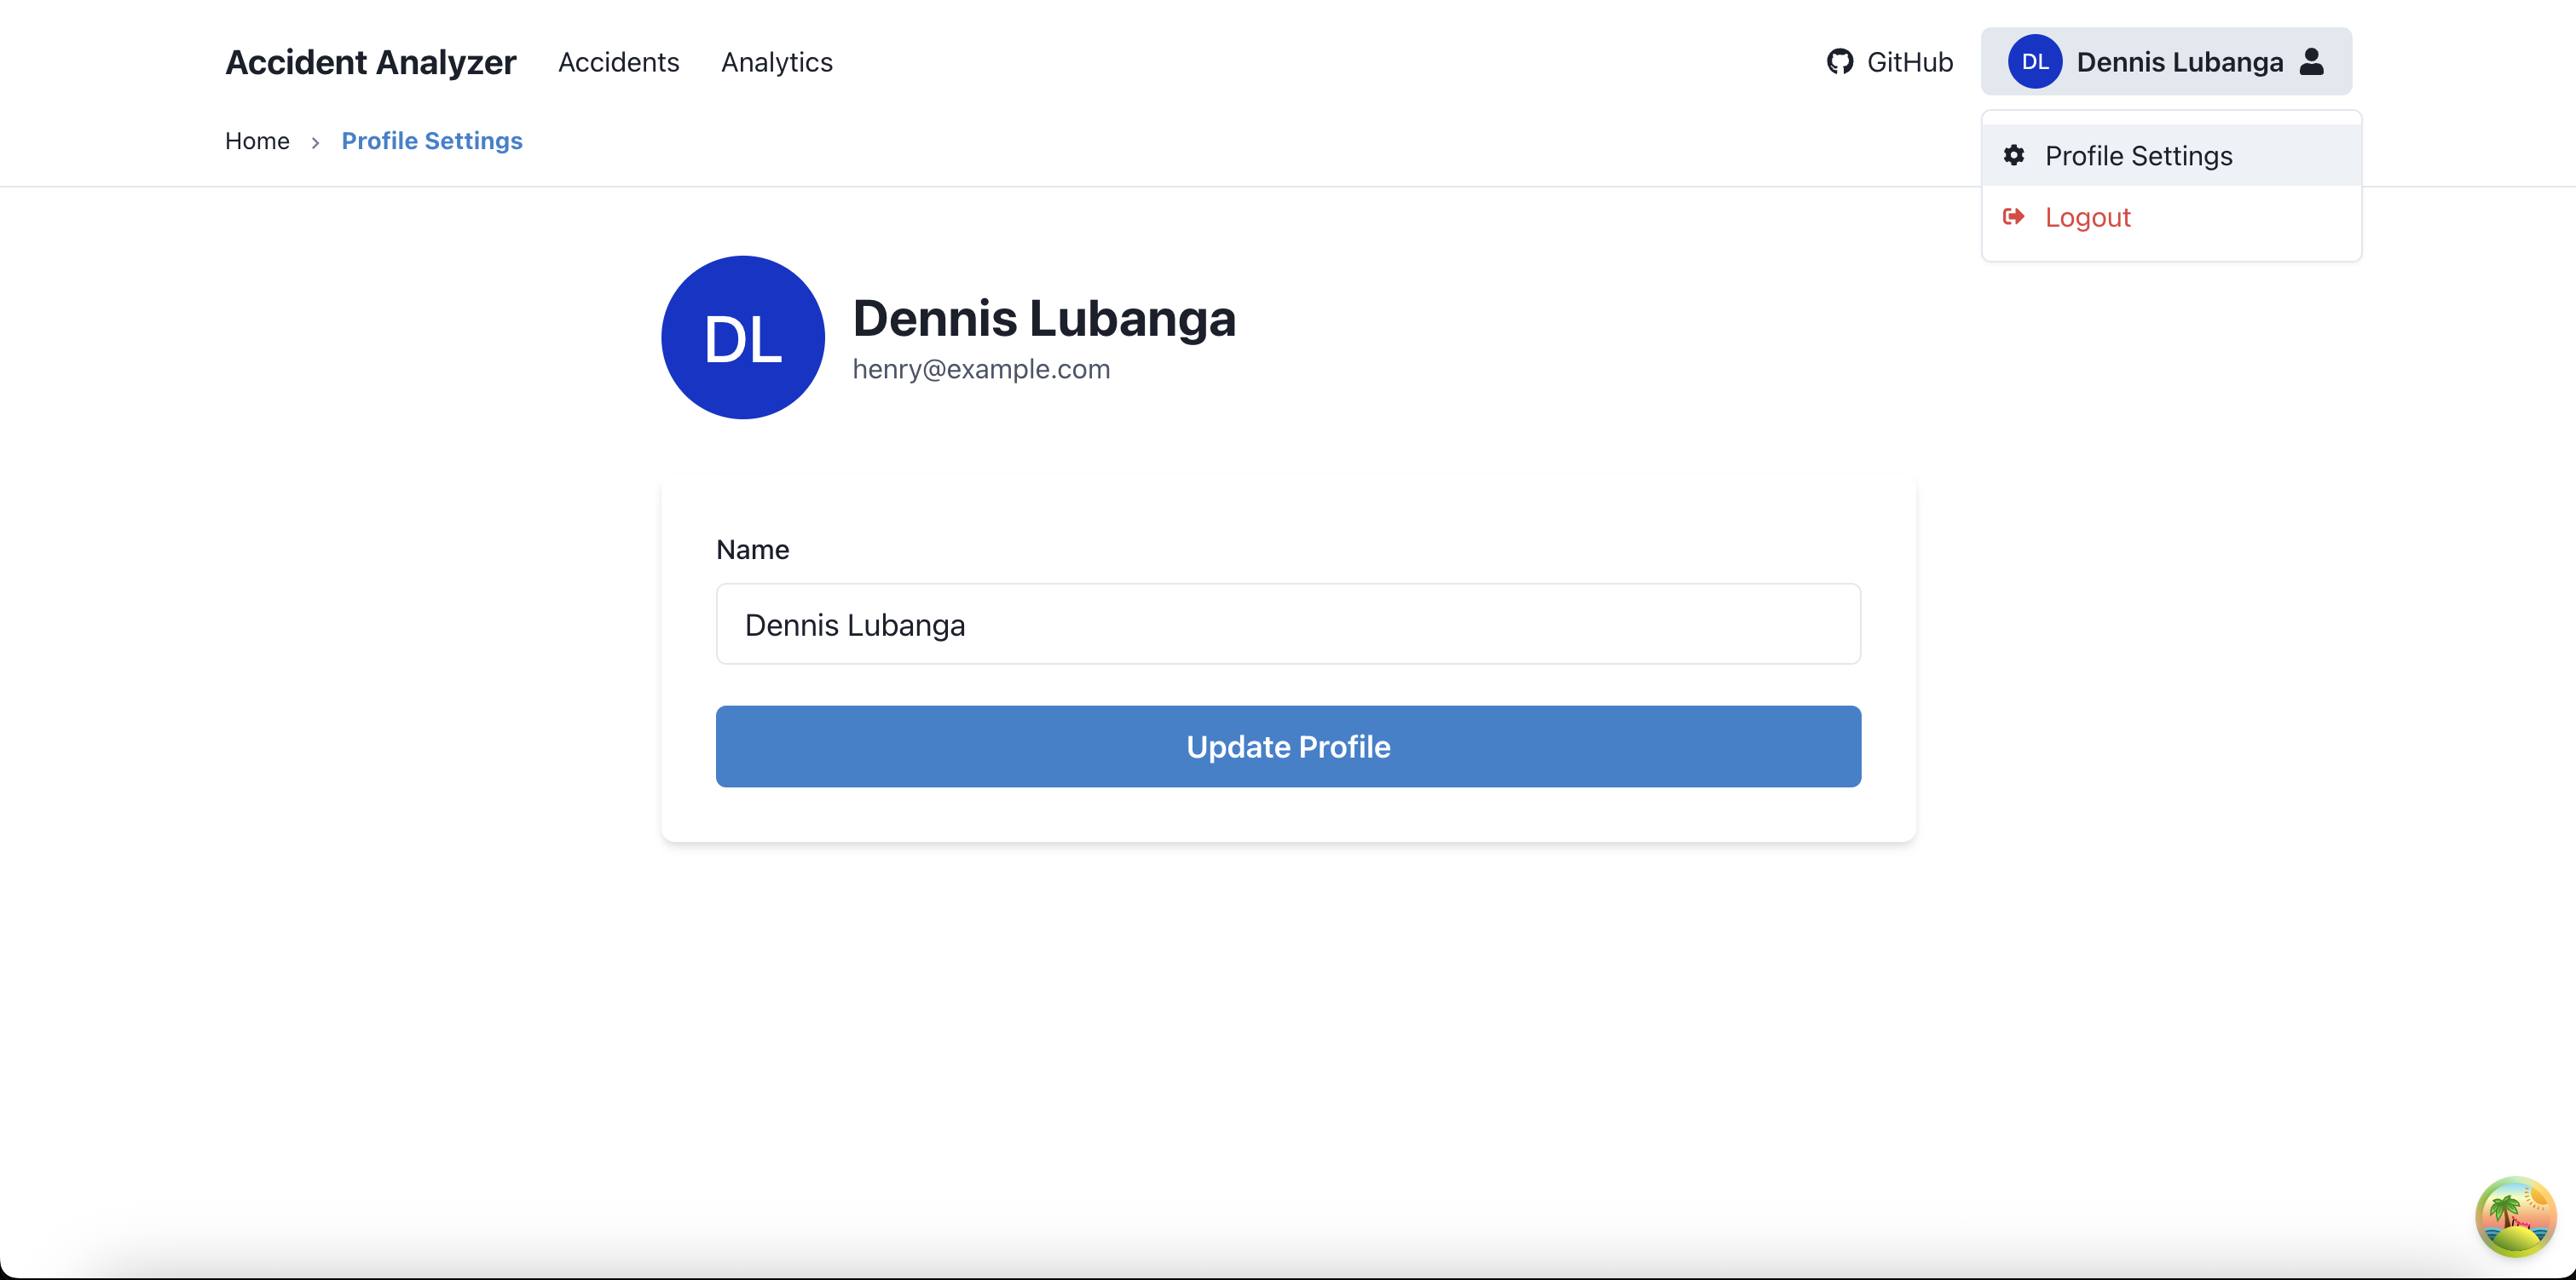 Accident Analyzer Accidents Analytics GitHub DL Dennis Lubanga
Home › Profile Settings
Profile Settings
Logout
DL
Dennis Lubanga
henry@example.com
Name
Dennis Lubanga
Update Profile